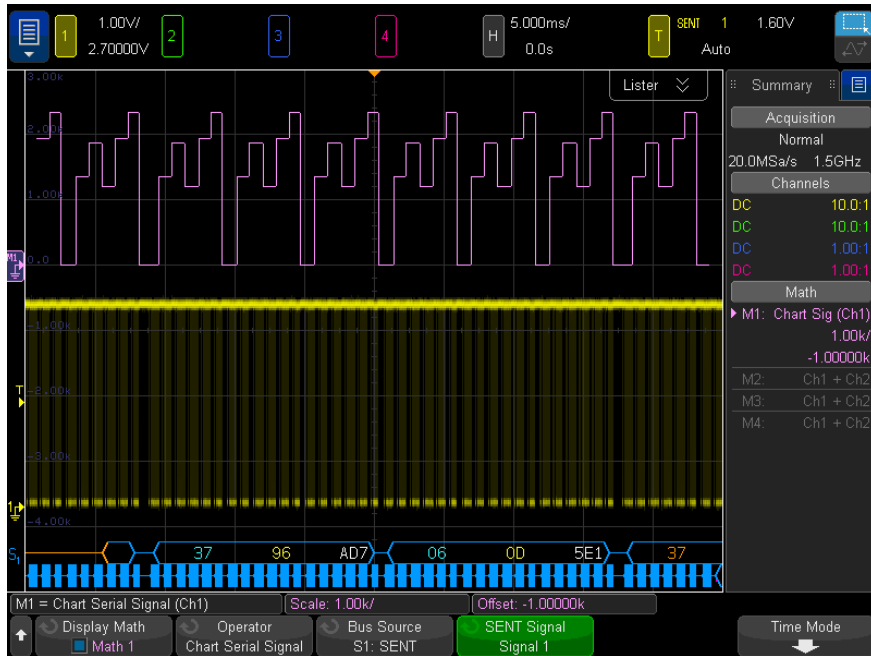 1 1.00V/ 2.70000V 2 3 4 H 5.000ms/ 0.0s T SENT 1 1.60V Auto
3.00k
2.00k
1.00k
0.0
-1.00k
-2.00k
-3.00k
-4.00k
M1
T
1
Lister
Summary
Acquisition
Normal
20.0MSa/s 1.5GHz
Channels
DC 10.0:1
DC 10.0:1
DC 1.00:1
DC 1.00:1
Math
M1: Chart Sig (Ch1)
1.00k/
-1.00000k
M2: Ch1 + Ch2
M3: Ch1 + Ch2
M4: Ch1 + Ch2
S1 37 96 AD7 06 0D 5E1 37
M1 = Chart Serial Signal (Ch1) Scale: 1.00k/ Offset: -1.00000k
Display Math Operator Bus Source SENT Signal Time Mode
Math 1 Chart Serial Signal S1: SENT Signal 1